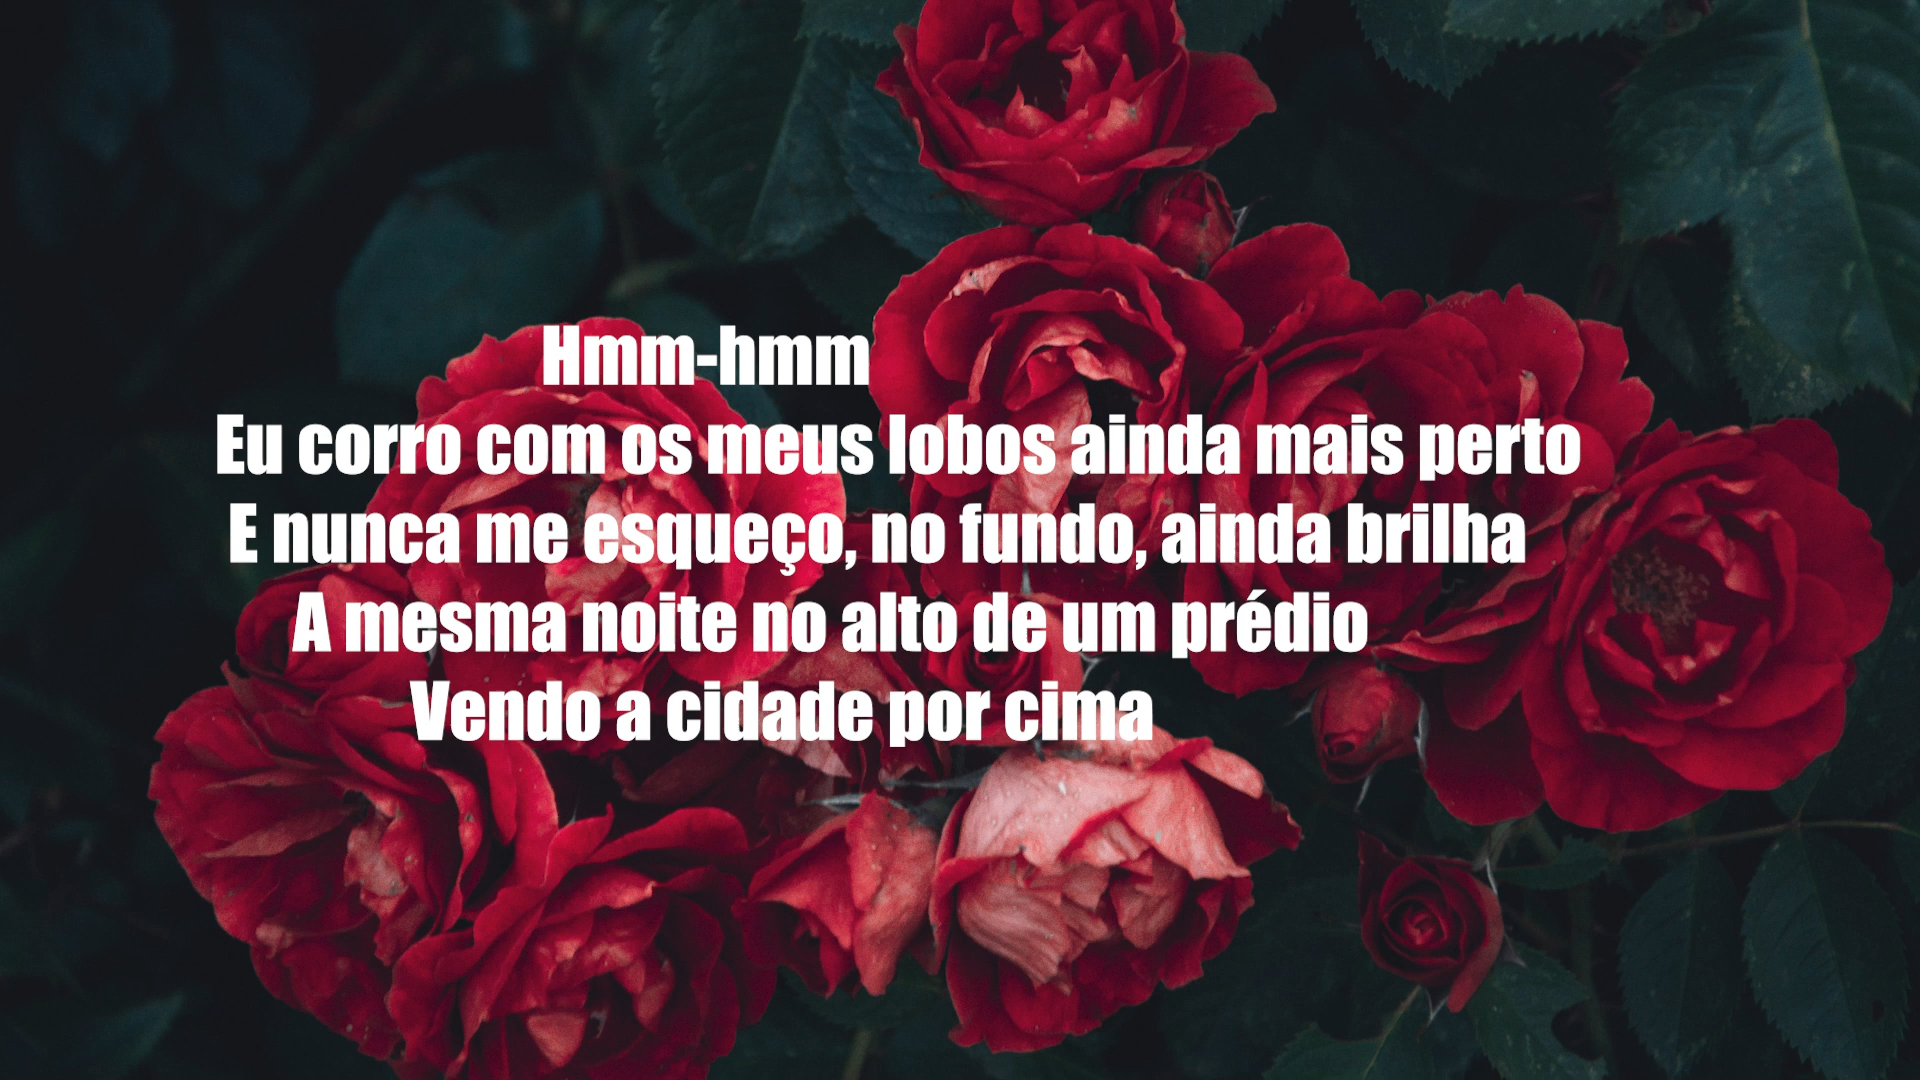 Hmm-hmm
Eu corro com os meus lobos ainda mais perto
E nunca me esqueço, no fundo, ainda brilha
A mesma noite no alto de um prédio
Vendo a cidade por cima